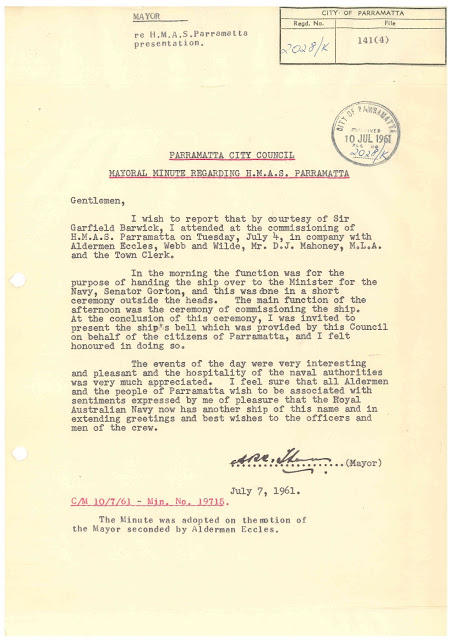 MAYOR
re H.M.A.S.Parramatta
presentation.
CITY OF PARRAMATTA
Regd. No.
File
2028/K
141(4)
CITY OF PARRAMATTA
10 JUL 1961
2028/K
PARRAMATTA CITY COUNCIL
MAYORAL MINUTE REGARDING H.M.A.S. PARRAMATTA
Gentlemen,
I wish to report that by courtesy of Sir
Garfield Barwick, I attended at the commissioning of
H.M.A.S. Parramatta on Tuesday, July 4, in company with
Aldermen Eccles, Webb and Wilde, Mr. D.J. Mahoney, M.L.A.
and the Town Clerk.
In the morning the function was for the
purpose of handing the ship over to the Minister for the
Navy, Senator Gorton, and this was done in a short
ceremony outside the heads. The main function of the
afternoon was the ceremony of commissioning the ship.
At the conclusion of this ceremony, I was invited to
present the ship's bell which was provided by this Council
on behalf of the citizens of Parramatta, and I felt
honoured in doing so.
The events of the day were very interesting
and pleasant and the hospitality of the naval authorities
was very much appreciated. I feel sure that all Aldermen
and the people of Parramatta wish to be associated with
sentiments expressed by me of pleasure that the Royal
Australian Navy now has another ship of this name and in
extending greetings and best wishes to the officers and
men of the crew.
(Mayor)
July 7, 1961.
C/M 10/7/61 - Min. No. 19715.
The Minute was adopted on the motion of
the Mayor seconded by Alderman Eccles.